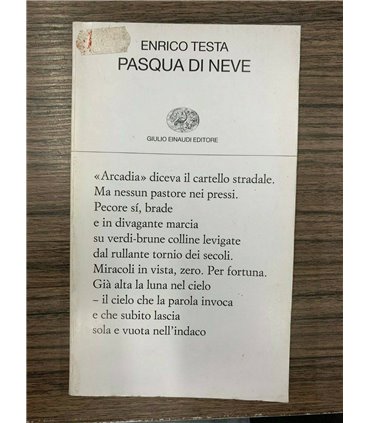 ENRICO TESTA
PASQUA DI NEVE
GIULIO EINAUDI EDITORE
«Arcadia» diceva il cartello stradale.
Ma nessun pastore nei pressi.
Pecore sí, brade
e in divagante marcia
su verdi-brune colline levigate
dal rullante tornio dei secoli.
Miracoli in vista, zero. Per fortuna.
Già alta la luna nel cielo
– il cielo che la parola invoca
e che subito lascia
sola e vuota nell'indaco